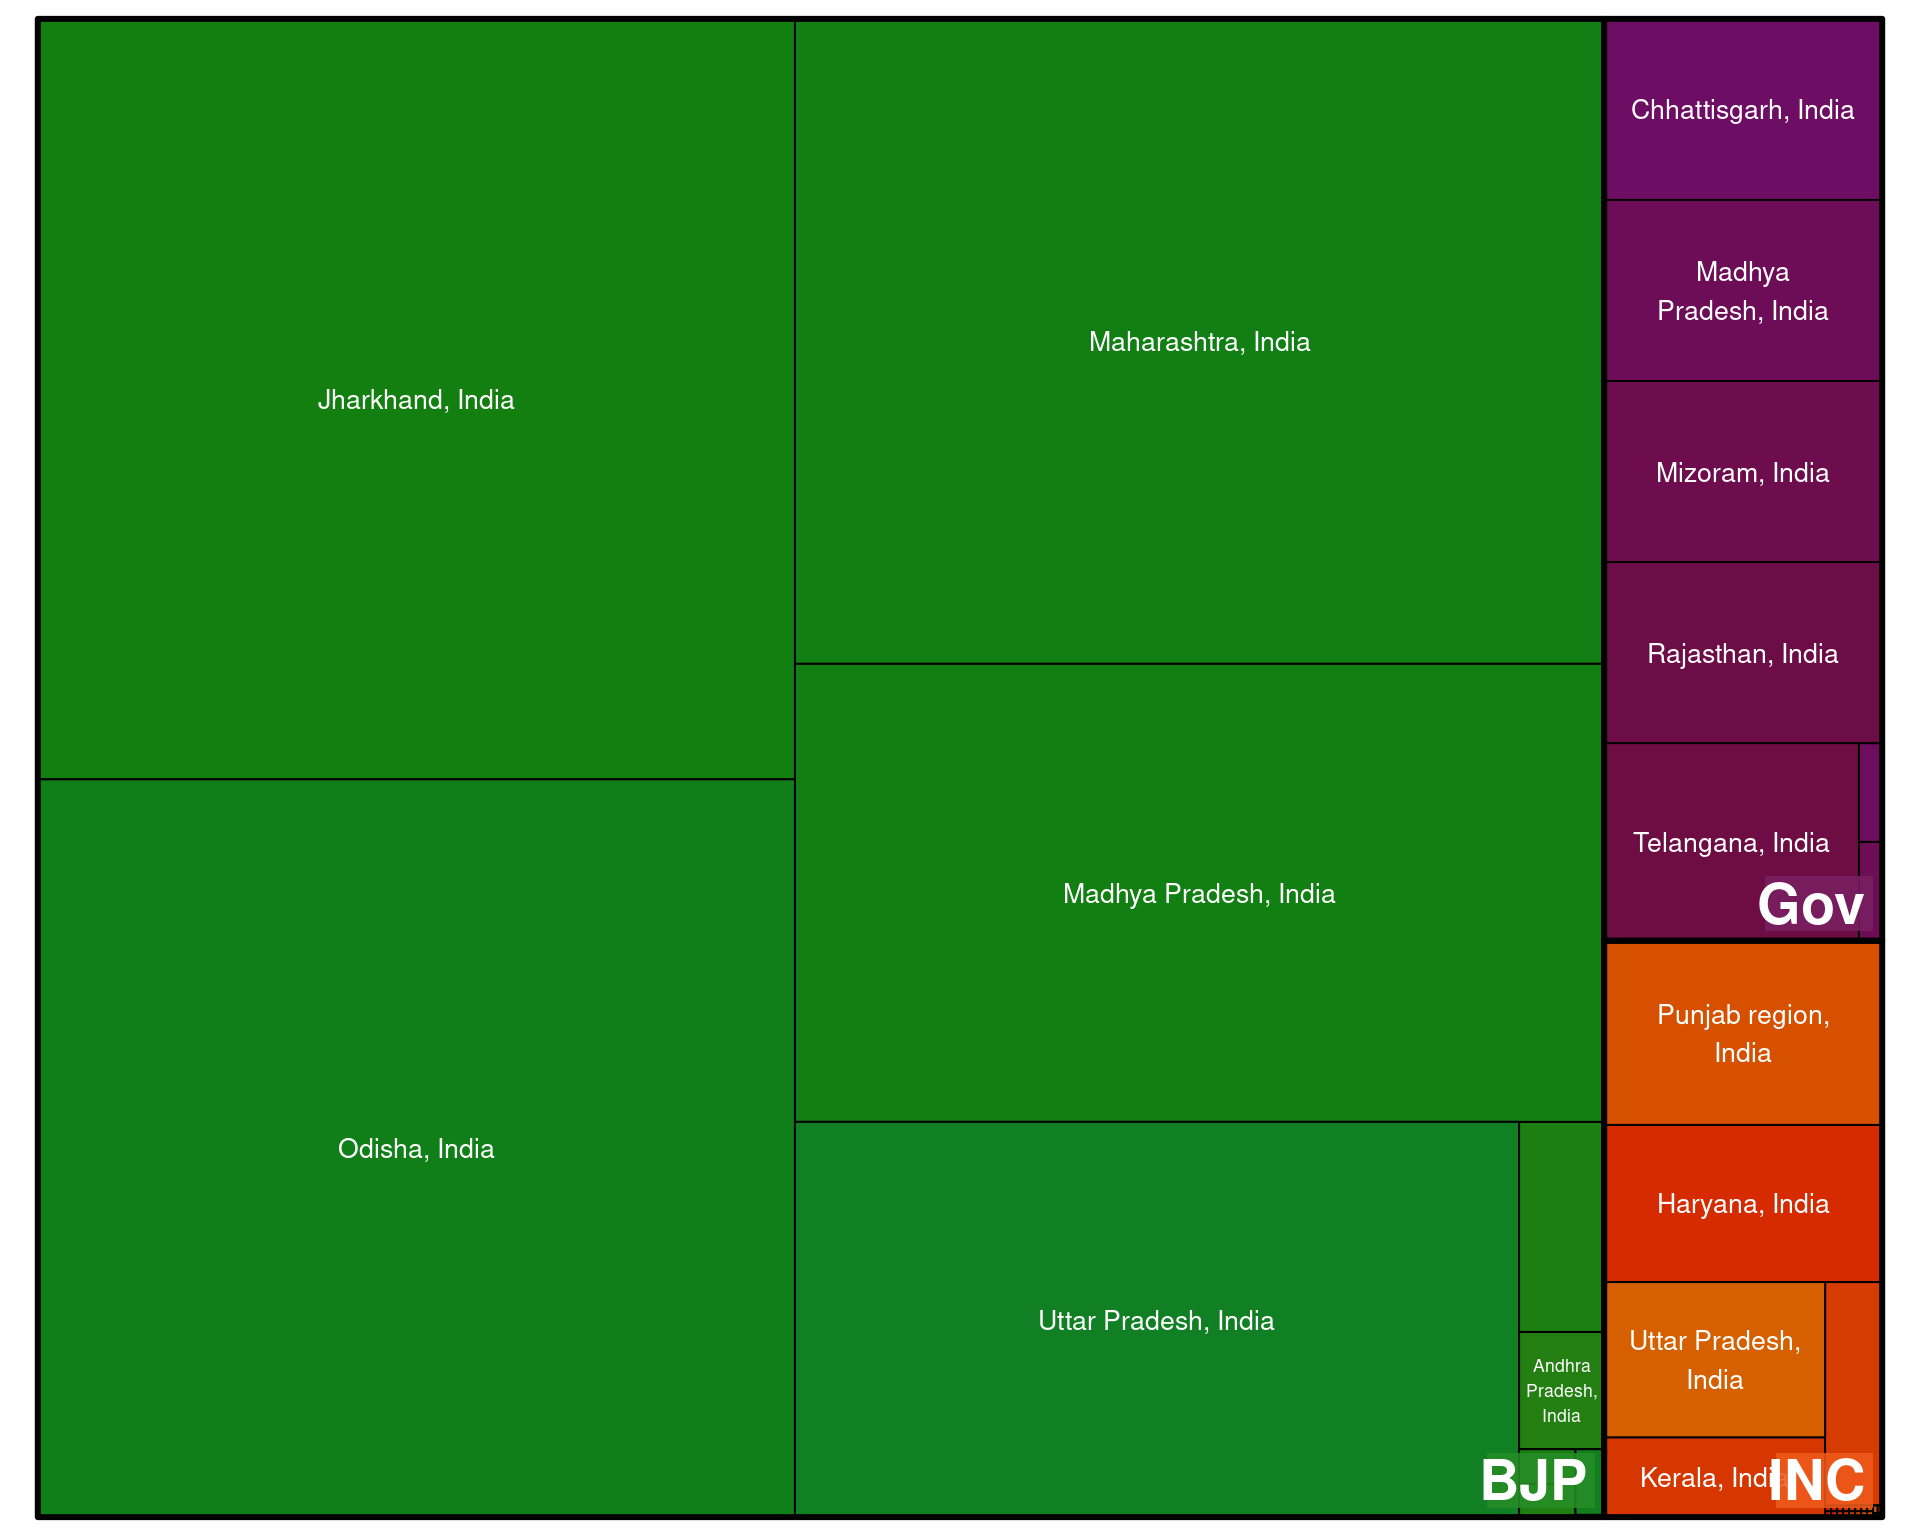 Jharkhand, India
Maharashtra, India
Madhya Pradesh, India
Odisha, India
Uttar Pradesh, India
Andhra
Pradesh,
India
BJP
Chhattisgarh, India
Madhya
Pradesh, India
Mizoram, India
Rajasthan, India
Telangana, India
Gov
Punjab region,
India
Haryana, India
Uttar Pradesh,
India
Kerala, India
INC